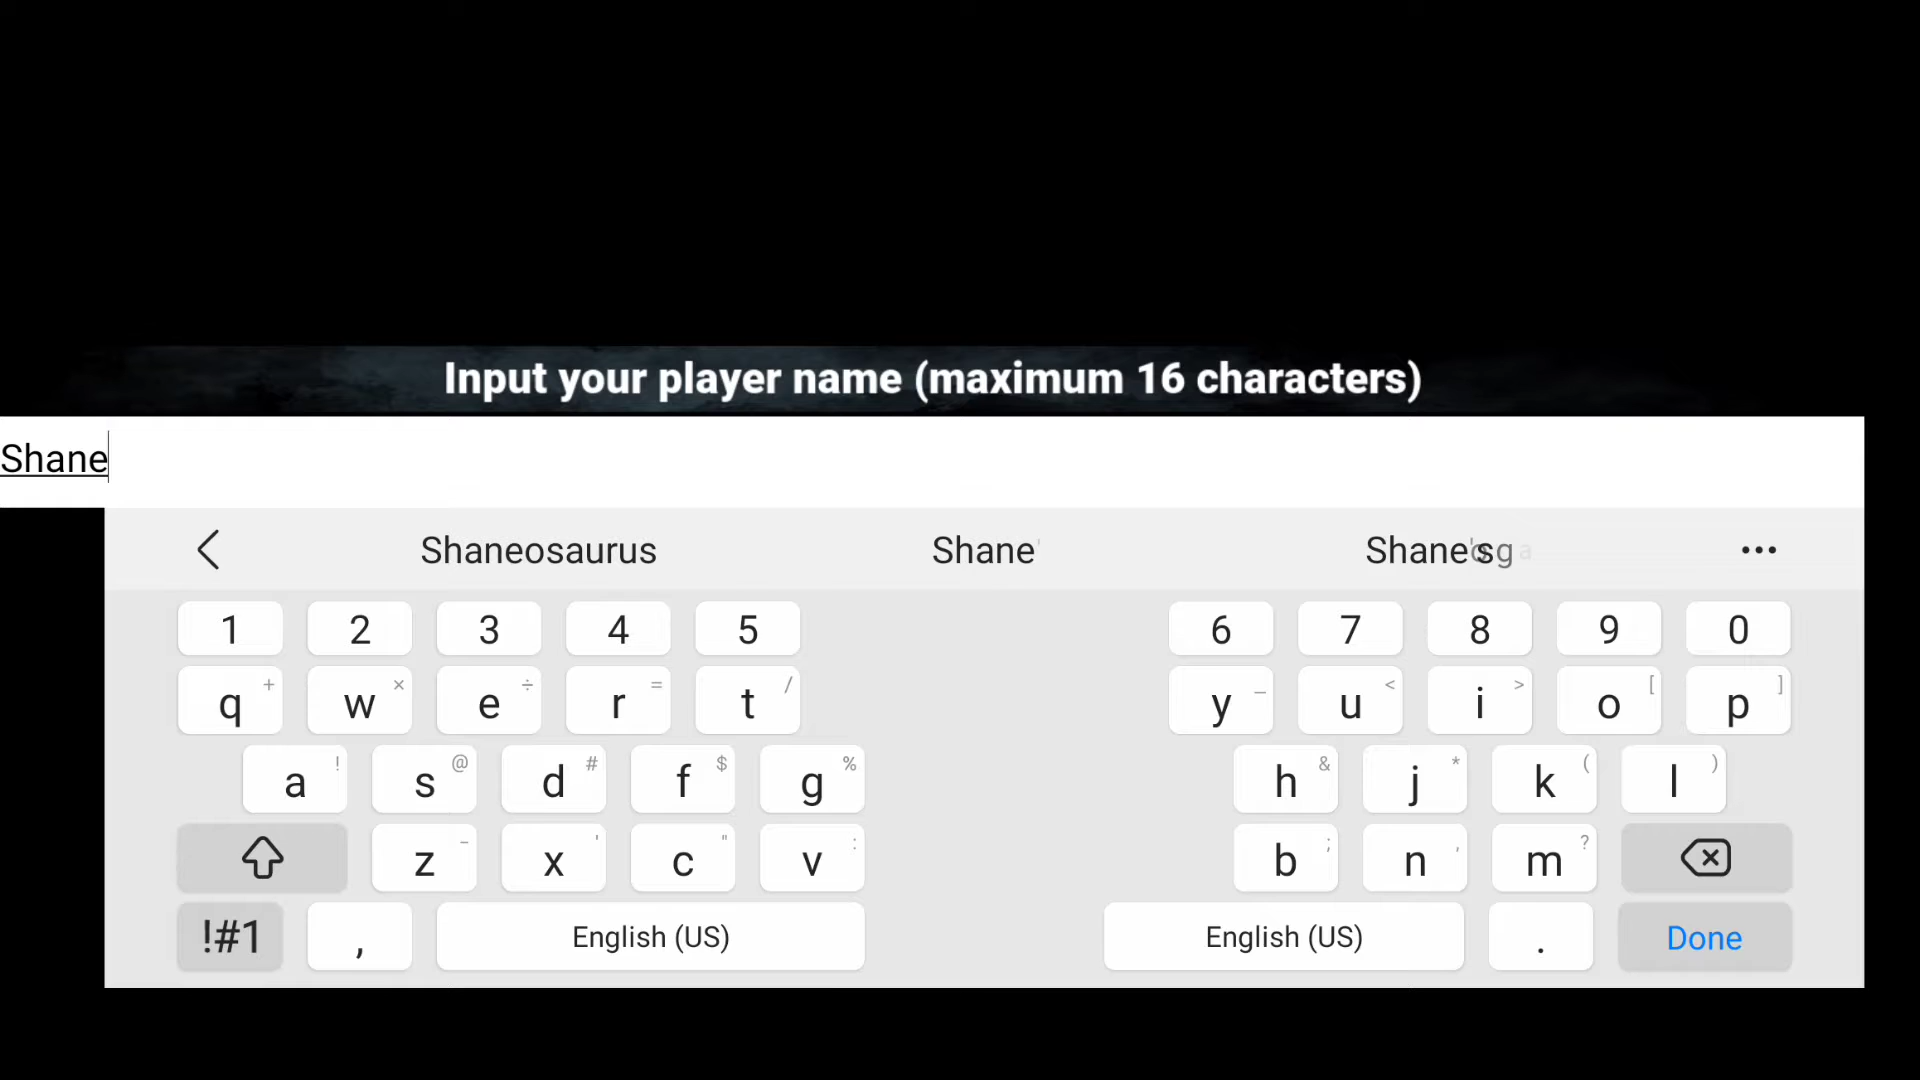 Input your player name (maximum 16 characters)
Shane
Shaneosaurus Shane Shane's
1 2 3 4 5 6 7 8 9 0
q + w × e ÷ r = t / y _ u < i > o [ p ]
a ! s @ d # f $ g % h & j * k ( l )
z - x ' c " v : b ; n , m ?
!#1 , English (US) English (US) . Done